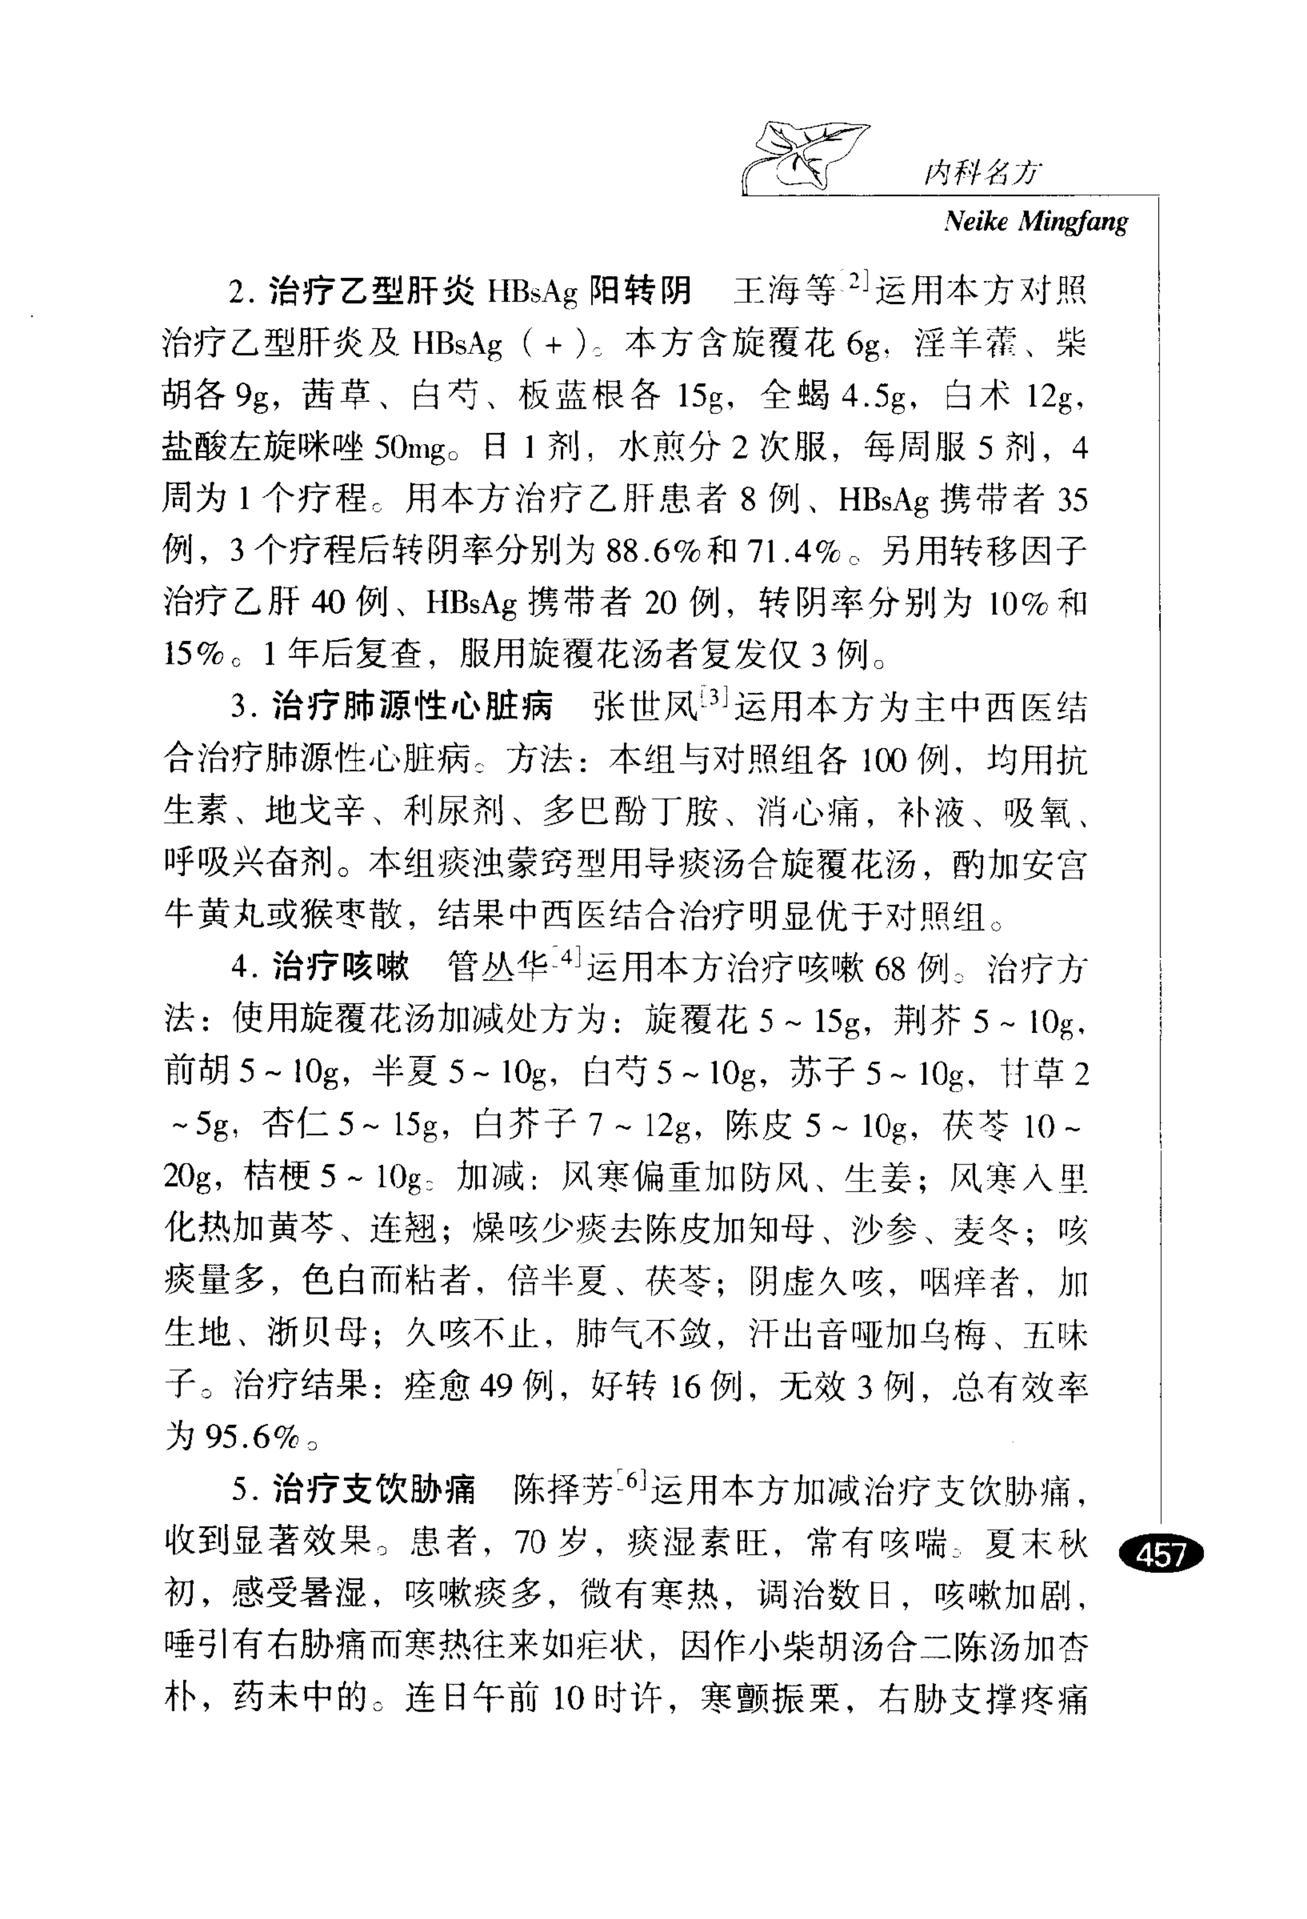 内科名方
Neike Mingfang
2. 治疗乙型肝炎 HBsAg 阳转阴 王海等[2]运用本方对照
治疗乙型肝炎及 HBsAg（+）。本方含旋覆花 6g，淫羊藿、柴
胡各 9g，茜草、白芍、板蓝根各 15g，全蝎 4.5g，白术 12g，
盐酸左旋咪唑 50mg。日 1 剂，水煎分 2 次服，每周服 5 剂，4
周为 1 个疗程。用本方治疗乙肝患者 8 例、HBsAg 携带者 35
例，3 个疗程后转阴率分别为 88.6%和 71.4%。另用转移因子
治疗乙肝 40 例、HBsAg 携带者 20 例，转阴率分别为 10%和
15%。1 年后复查，服用旋覆花汤者复发仅 3 例。
3. 治疗肺源性心脏病 张世凤[3]运用本方为主中西医结
合治疗肺源性心脏病。方法：本组与对照组各 100 例，均用抗
生素、地戈辛、利尿剂、多巴酚丁胺、消心痛，补液、吸氧、
呼吸兴奋剂。本组痰浊蒙窍型用导痰汤合旋覆花汤，酌加安宫
牛黄丸或猴枣散，结果中西医结合治疗明显优于对照组。
4. 治疗咳嗽 管丛华[4]运用本方治疗咳嗽 68 例。治疗方
法：使用旋覆花汤加减处方为：旋覆花 5～15g，荆芥 5～10g，
前胡 5～10g，半夏 5～10g，白芍 5～10g，苏子 5～10g，甘草 2
～5g，杏仁 5～15g，白芥子 7～12g，陈皮 5～10g，茯苓 10～
20g，桔梗 5～10g。加减：风寒偏重加防风、生姜；风寒入里
化热加黄芩、连翘；燥咳少痰去陈皮加知母、沙参、麦冬；咳
痰量多，色白而粘者，倍半夏、茯苓；阴虚久咳，咽痒者，加
生地、浙贝母；久咳不止，肺气不敛，汗出音哑加乌梅、五味
子。治疗结果：痊愈 49 例，好转 16 例，无效 3 例，总有效率
为 95.6%。
5. 治疗支饮胁痛 陈择芳[6]运用本方加减治疗支饮胁痛，
收到显著效果。患者，70 岁，痰湿素旺，常有咳喘。夏末秋
初，感受暑湿，咳嗽痰多，微有寒热，调治数日，咳嗽加剧，
唾引有右胁痛而寒热往来如疟状，因作小柴胡汤合二陈汤加杏
朴，药未中的。连日午前 10 时许，寒颤振栗，右胁支撑疼痛
457